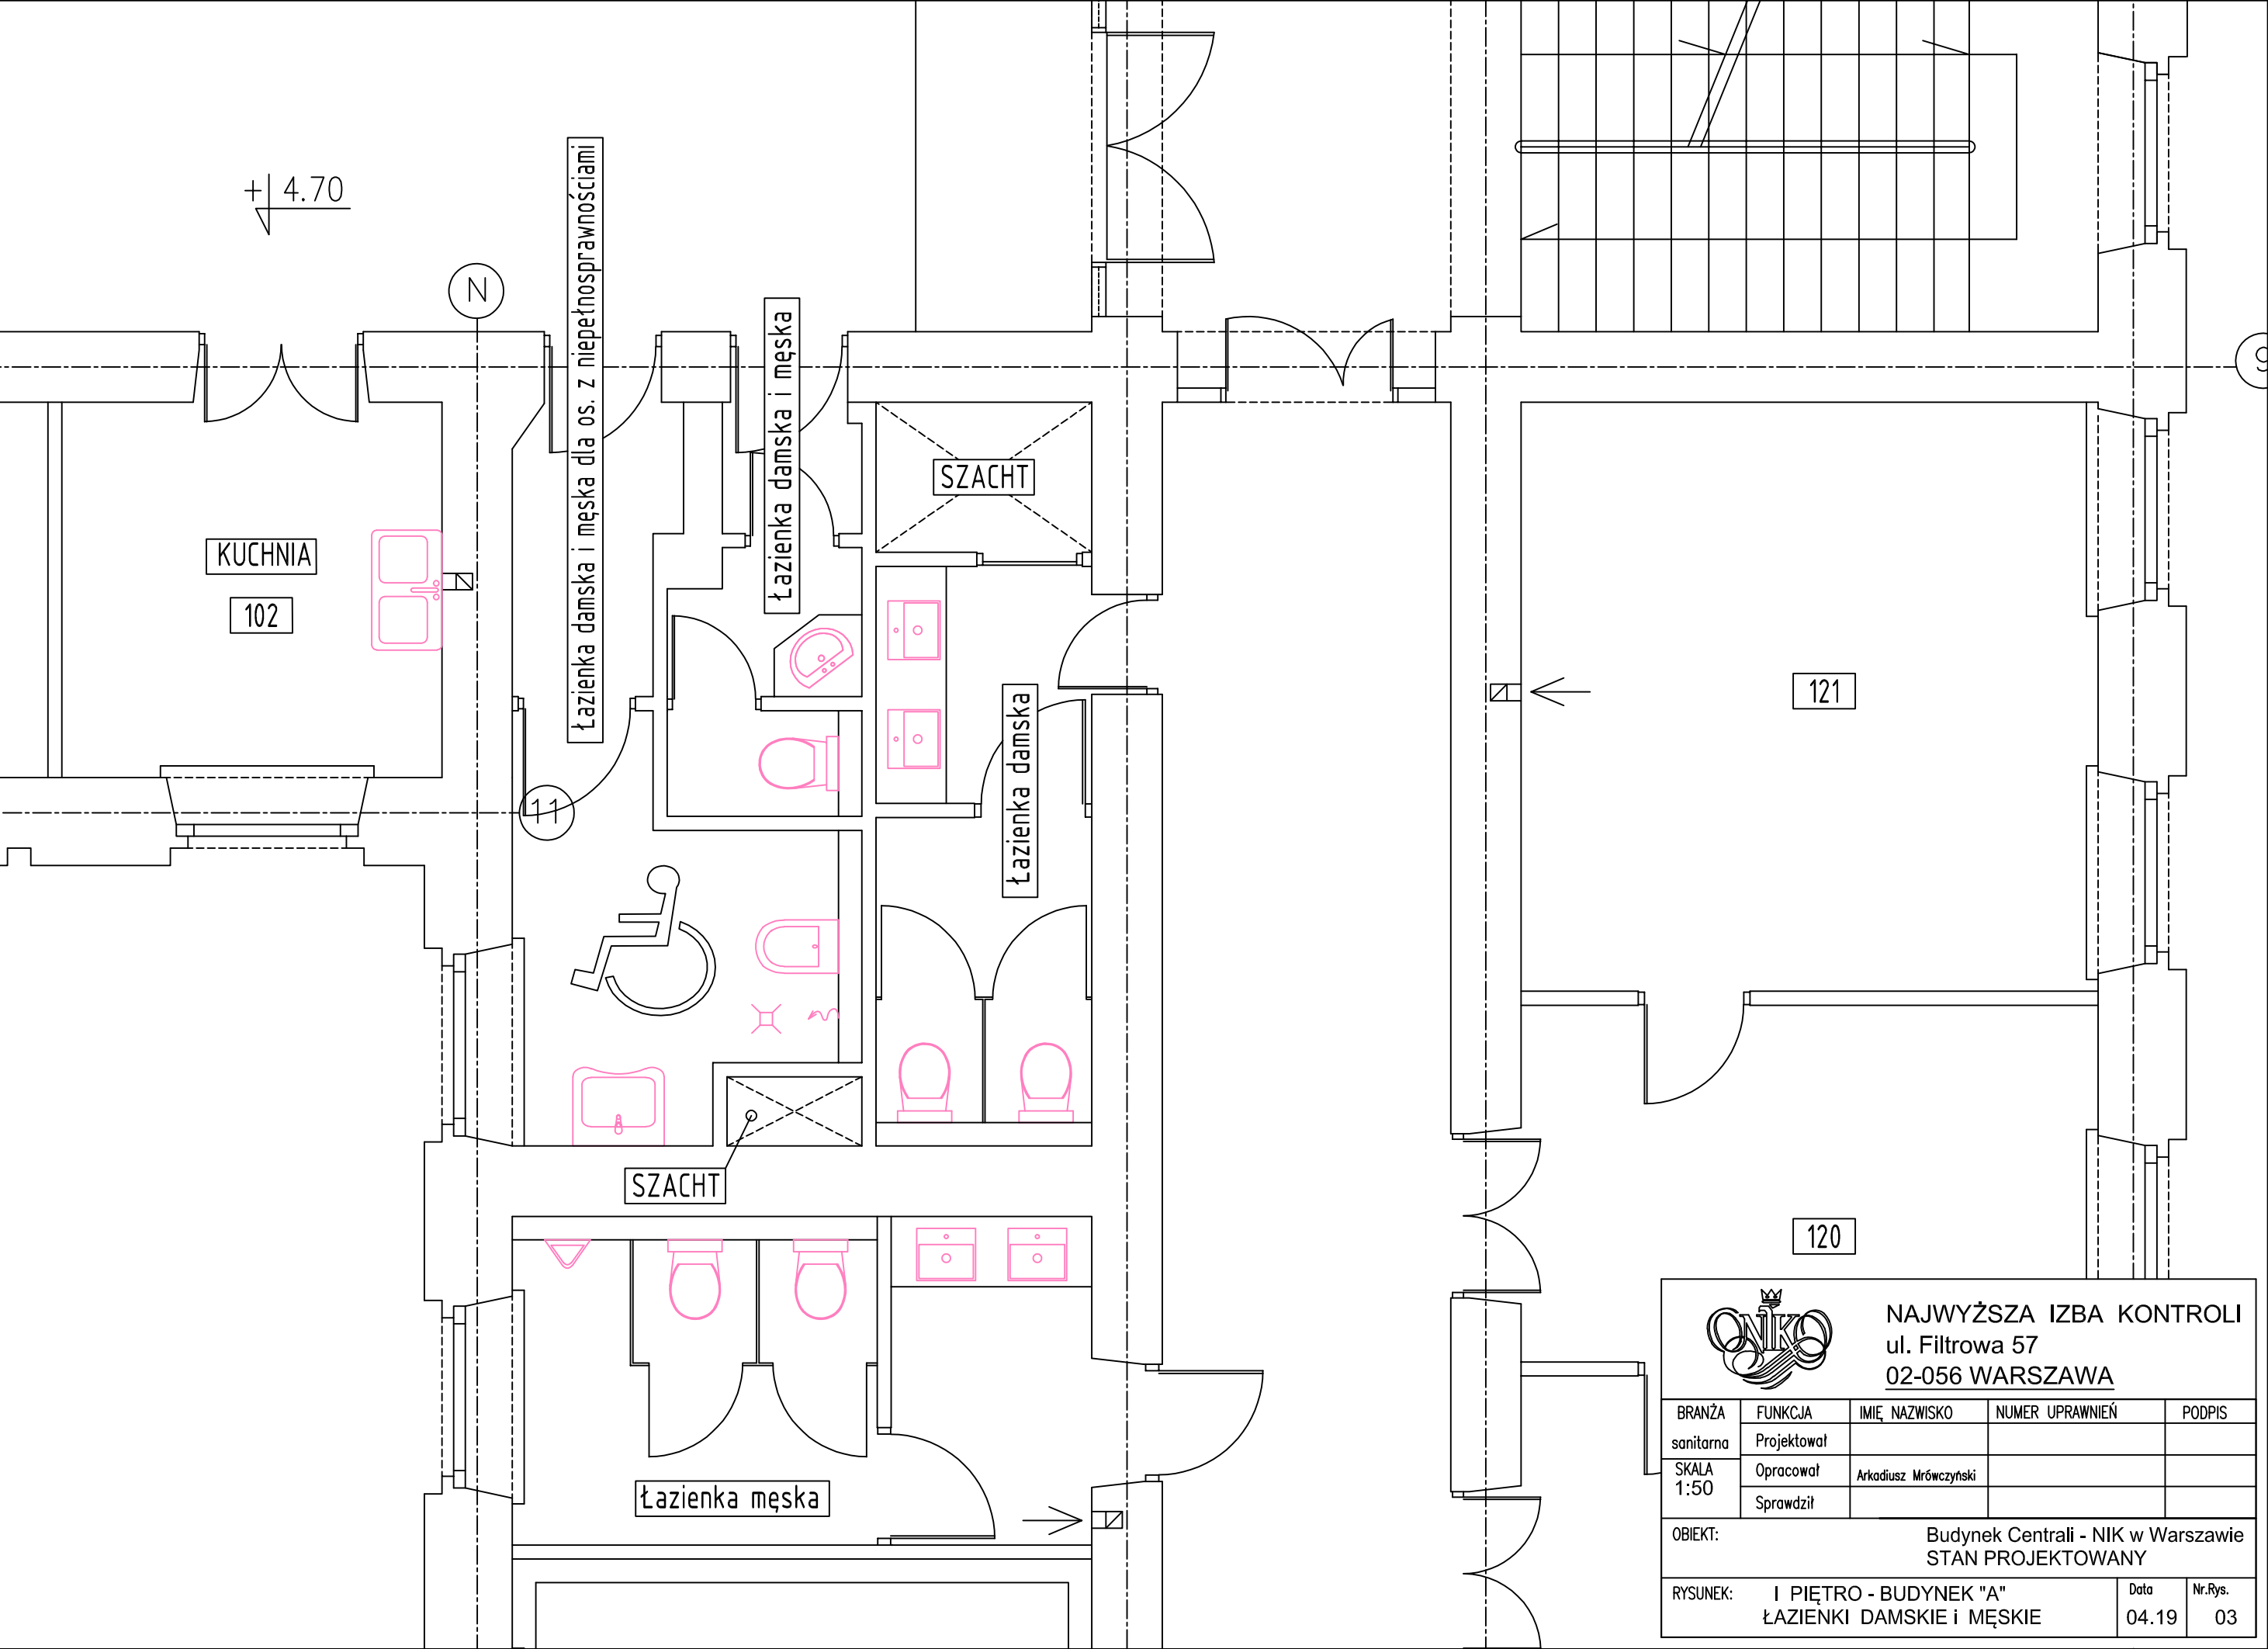 + 4.70
N
Łazienka damska i męska dla os. z niepełnosprawnościami
Łazienka damska i męska
9
SZACHT
KUCHNIA
102
Łazienka damska
121
11
SZACHT
120
Łazienka męska
NIK
NAJWYŻSZA IZBA KONTROLI
ul. Filtrowa 57
02-056 WARSZAWA
BRANŻA FUNKCJA IMIĘ NAZWISKO NUMER UPRAWNIEŃ PODPIS
sanitarna Projektował
SKALA Opracował Arkadiusz Mrówczyński
1:50
Sprawdził
OBIEKT: Budynek Centrali - NIK w Warszawie
STAN PROJEKTOWANY
RYSUNEK: I PIĘTRO - BUDYNEK "A" Data Nr.Rys.
ŁAZIENKI DAMSKIE i MĘSKIE 04.19 03